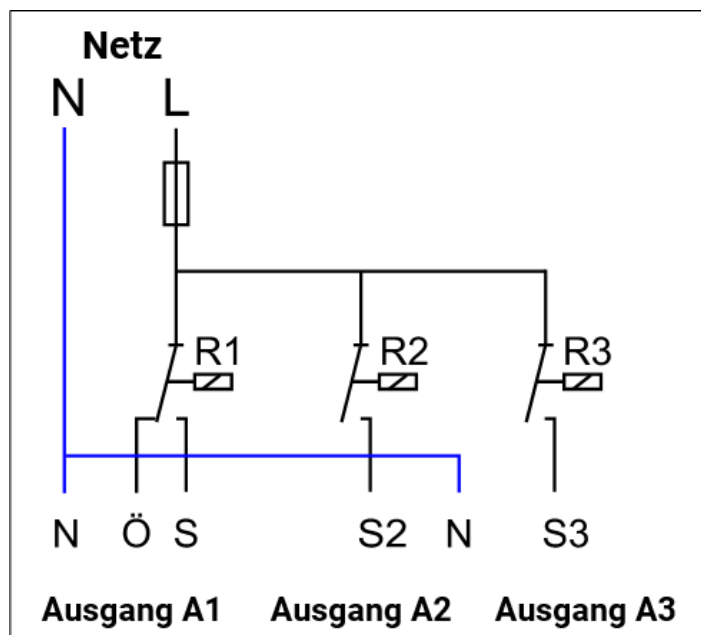 Netz
N L
R1 R2 R3
N Ö S S2 N S3
Ausgang A1 Ausgang A2 Ausgang A3